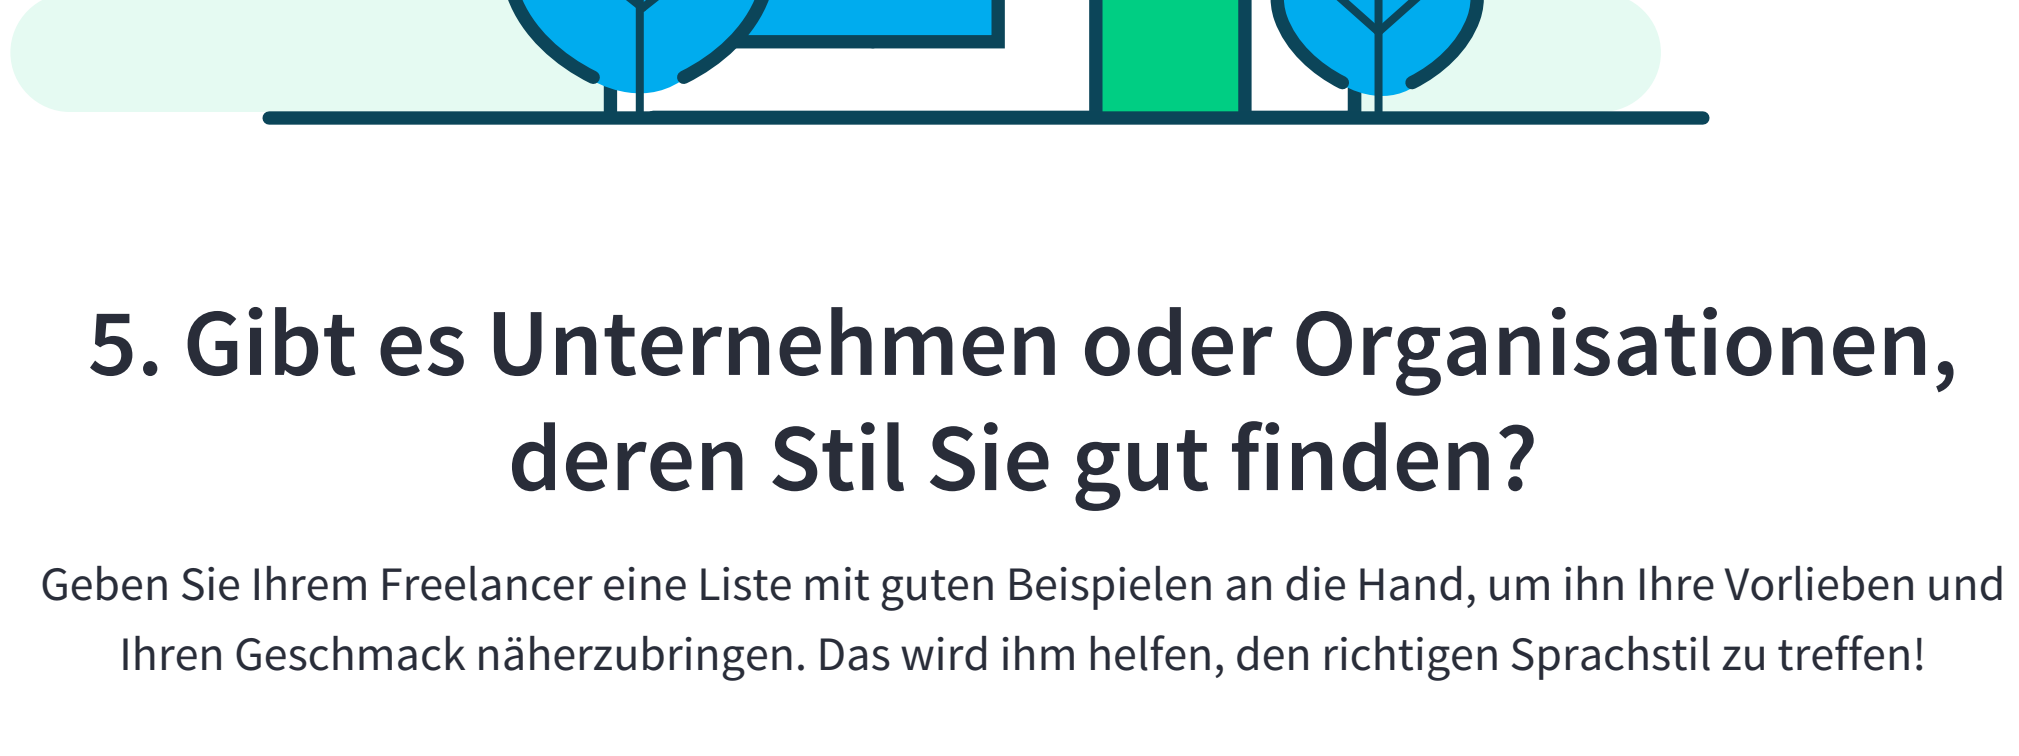 5. Gibt es Unternehmen oder Organisationen,
deren Stil Sie gut finden?
Geben Sie Ihrem Freelancer eine Liste mit guten Beispielen an die Hand, um ihn Ihre Vorlieben und
Ihren Geschmack näherzubringen. Das wird ihm helfen, den richtigen Sprachstil zu treffen!